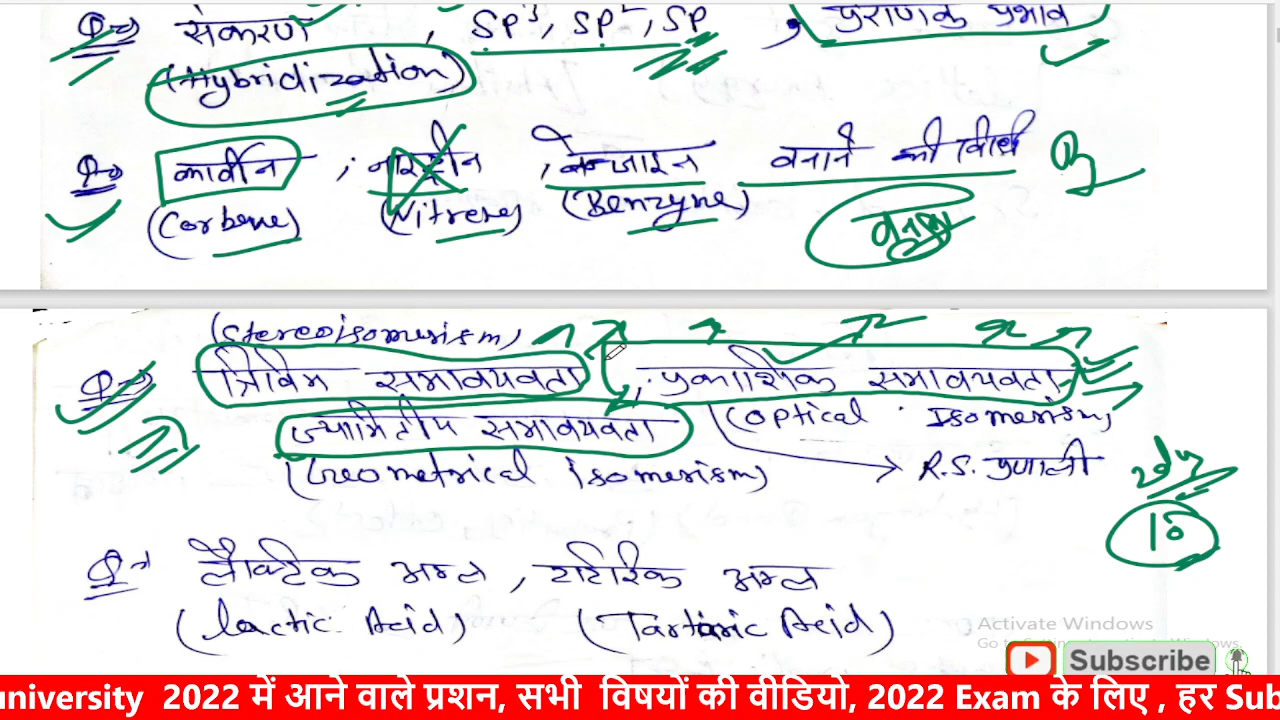 Q→ संकरण , SP³, SP², SP , प्रेरणिक प्रभाव
(Hybridization)
Q→ कार्बीन , नाइट्रीन , बेन्जाइन बनाने की विधि
(Carbene) (Nitrene) (Benzyne)
(Stereoisomerism)
Q→ त्रिविम समावयवता , प्रकाशिक समावयवता
ज्यामितीय समावयवता (Optical Isomerism)
(Geometrical isomerism) → R.S. प्रणाली
10
Q→ लैक्टिक अम्ल , टार्टरिक अम्ल
(Lactic Acid) (Tartaric Acid)
Activate Windows
Subscribe
university 2022 में आने वाले प्रशन, सभी विषयों की वीडियो, 2022 Exam के लिए , हर Sub